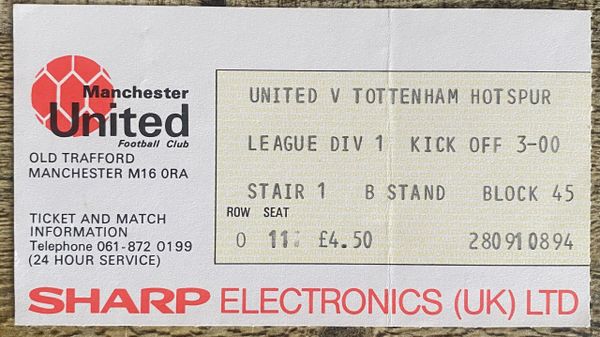 Manchester
United
Football Club
OLD TRAFFORD
MANCHESTER M16 0RA
TICKET AND MATCH
INFORMATION
Telephone 061-872 0199
(24 HOUR SERVICE)
UNITED V TOTTENHAM HOTSPUR
LEAGUE DIV 1 KICK OFF 3-00
STAIR 1 B STAND BLOCK 45
ROW SEAT
O £4.50 280910894
SHARP ELECTRONICS (UK) LTD